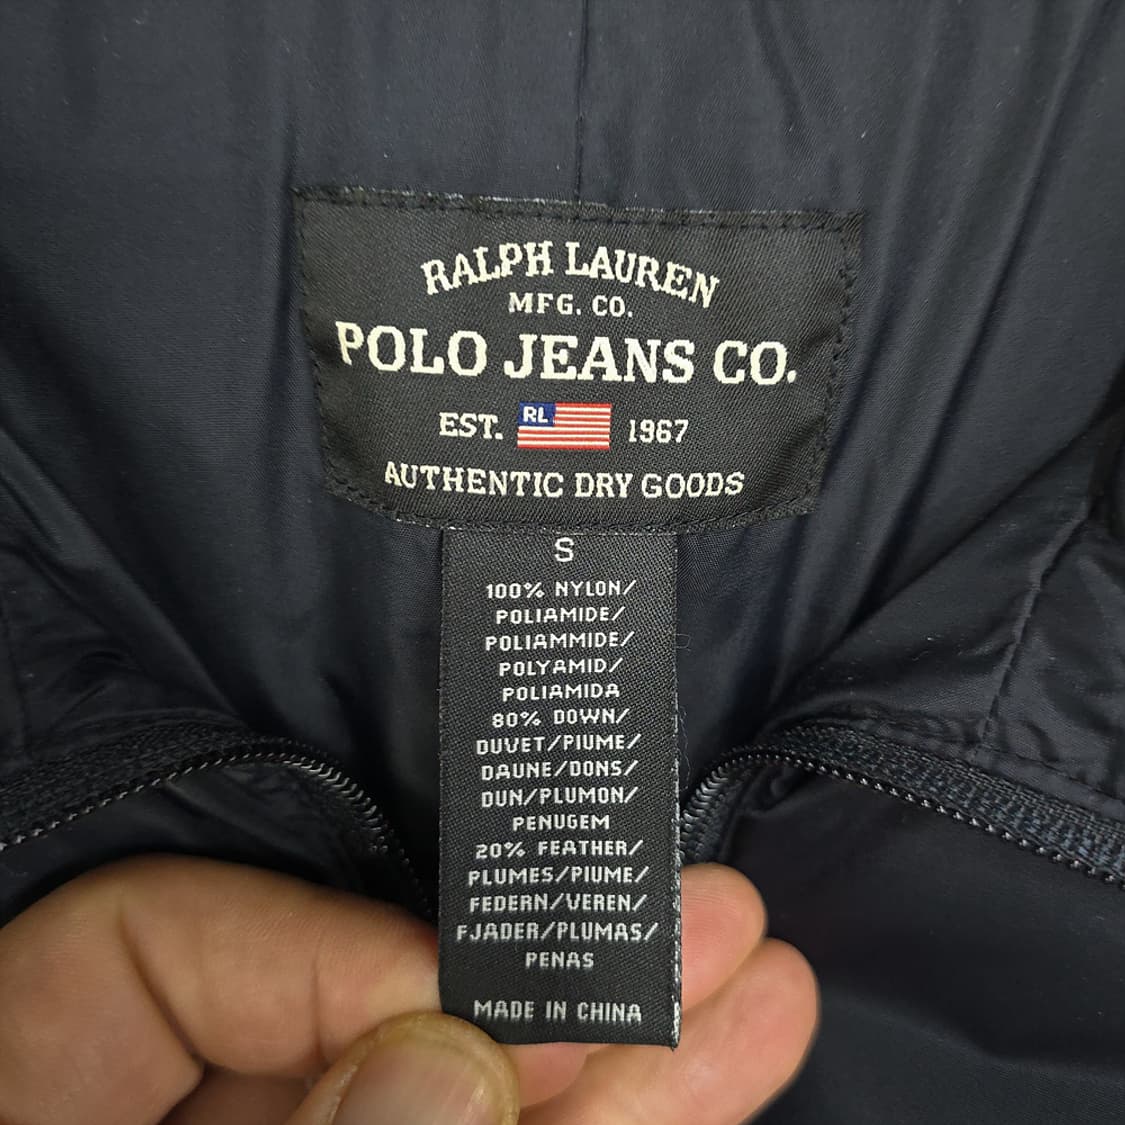 RALPH LAUREN
MFG. CO.
POLO JEANS CO.
EST. RL 1967
AUTHENTIC DRY GOODS
S
100% NYLON/
POLIAMIDE/
POLIAMMIDE/
POLYAMID/
POLIAMIDA
80% DOWN/
DUVET/PIUME/
DAUNE/DONS/
DUN/PLUMON/
PENUGEM
20% FEATHER/
PLUMES/PIUME/
FEDERN/VEREN/
FJADER/PLUMAS/
PENAS
MADE IN CHINA